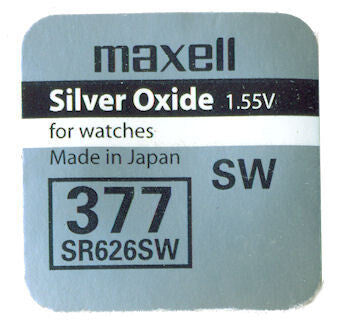 maxell
Silver Oxide 1.55V
for watches
Made in Japan
SW
377
SR626SW